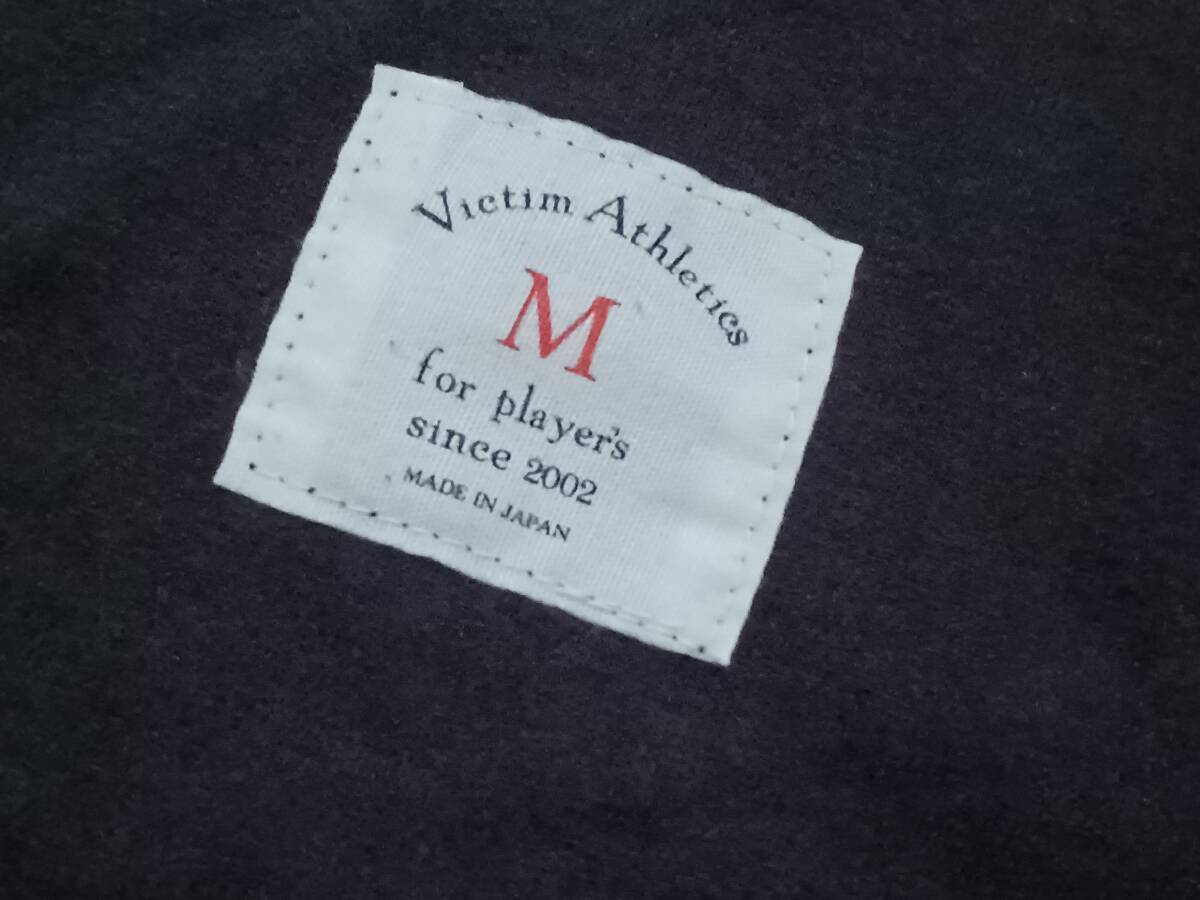 Victim Athletics
M
for player's
since 2002
MADE IN JAPAN